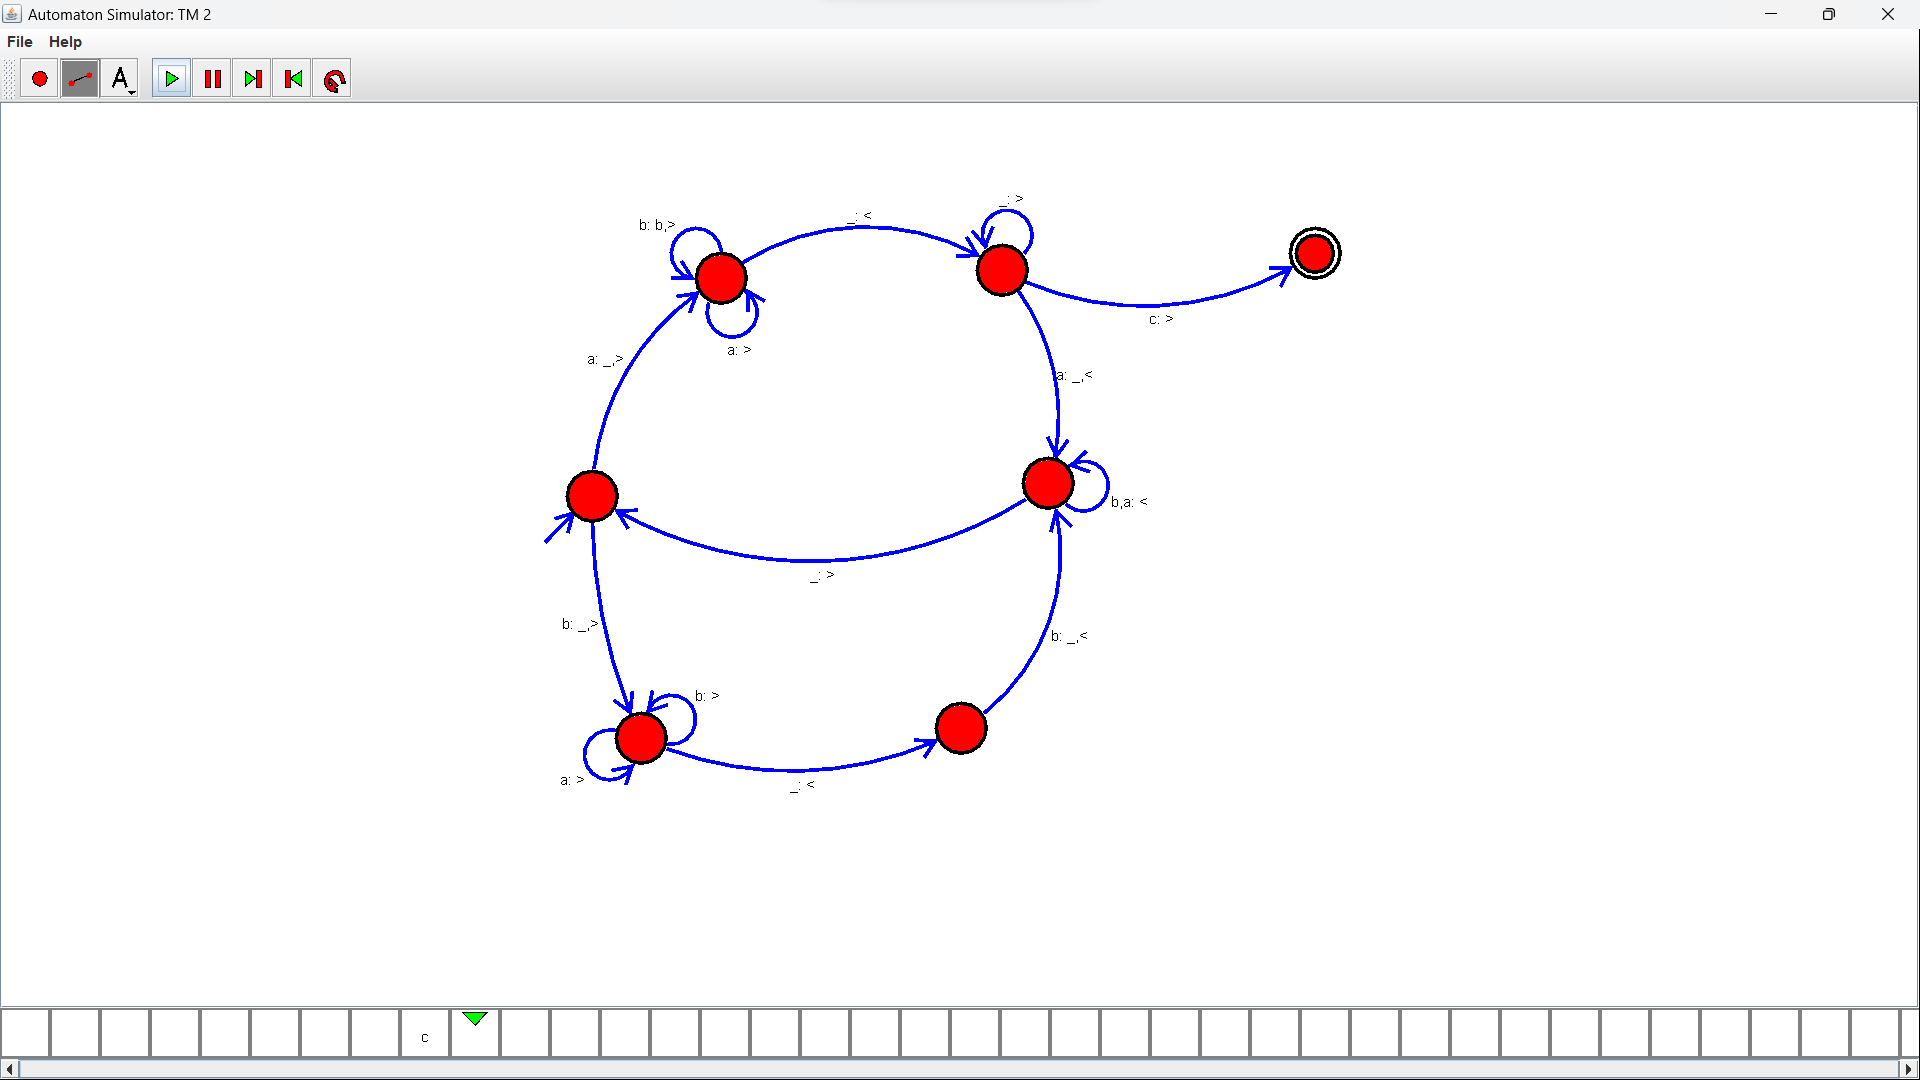 Automaton Simulator: TM 2
File Help
A
_: >
_: <
b: b,>
c: >
a: >
a: _,>
a: _,<
b,a: <
_: >
b: _,>
b: _,<
b: >
a: >
_: <
c